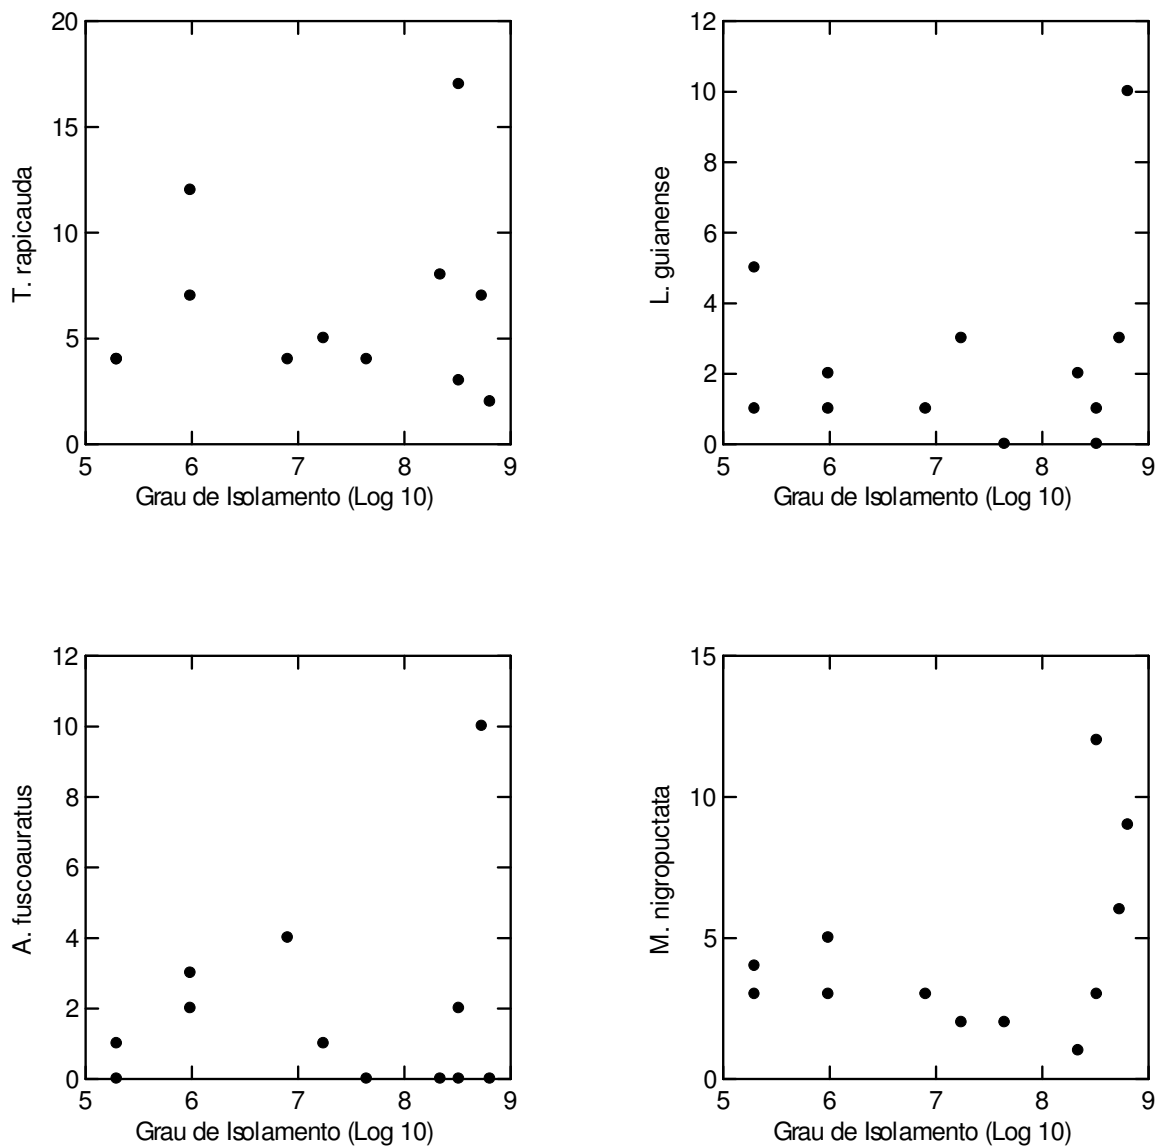 20
15
10
5
0
T. rapicauda
5 6 7 8 9
Grau de Isolamento (Log 10)
12
10
8
6
4
2
0
L. guianense
5 6 7 8 9
Grau de Isolamento (Log 10)
12
10
8
6
4
2
0
A. fuscoauratus
5 6 7 8 9
Grau de Isolamento (Log 10)
15
10
5
0
M. nigropuctata
5 6 7 8 9
Grau de Isolamento (Log 10)